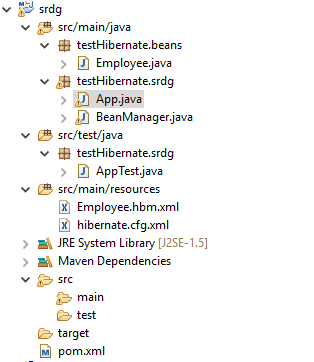 srdg
src/main/java
testHibernate.beans
Employee.java
testHibernate.srdg
App.java
BeanManager.java
src/test/java
testHibernate.srdg
AppTest.java
src/main/resources
Employee.hbm.xml
hibernate.cfg.xml
JRE System Library [J2SE-1.5]
Maven Dependencies
src
main
test
target
pom.xml